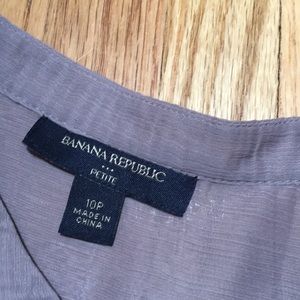 BANANA REPUBLIC
•••
PETITE
10P
MADE IN
CHINA